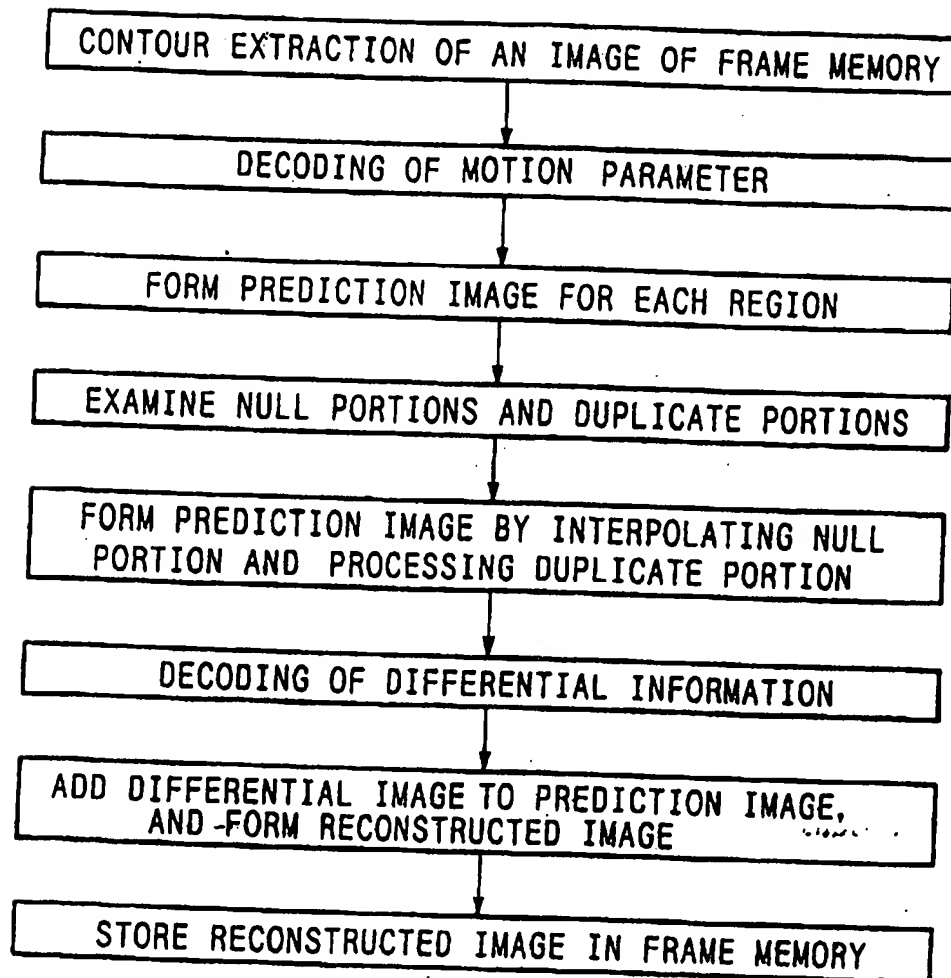 CONTOUR EXTRACTION OF AN IMAGE OF FRAME MEMORY
DECODING OF MOTION PARAMETER
FORM PREDICTION IMAGE FOR EACH REGION
EXAMINE NULL PORTIONS AND DUPLICATE PORTIONS
FORM PREDICTION IMAGE BY INTERPOLATING NULL
PORTION AND PROCESSING DUPLICATE PORTION
DECODING OF DIFFERENTIAL INFORMATION
ADD DIFFERENTIAL IMAGE TO PREDICTION IMAGE,
AND FORM RECONSTRUCTED IMAGE
STORE RECONSTRUCTED IMAGE IN FRAME MEMORY